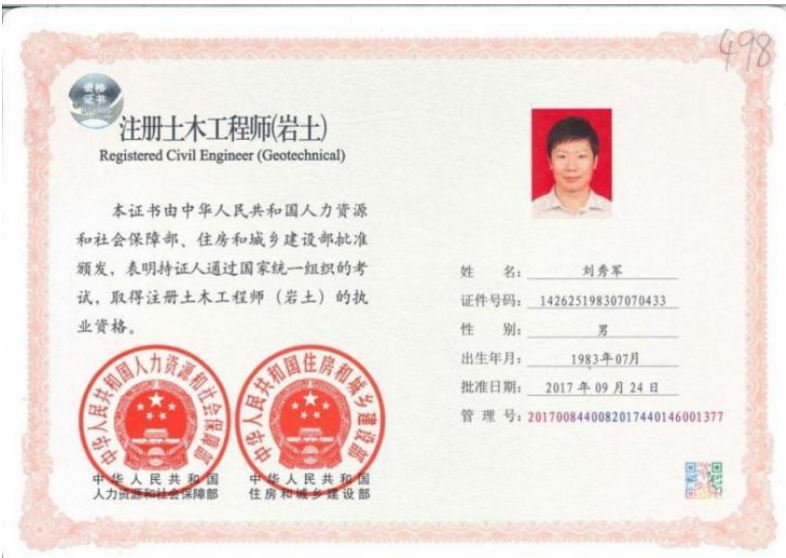 498
资格
证书
注册土木工程师(岩土)
Registered Civil Engineer (Geotechnical)
本证书由中华人民共和国人力资源
和社会保障部、住房和城乡建设部批准
颁发，表明持证人通过国家统一组织的考
试，取得注册土木工程师（岩土）的执
业资格。
中华人民共和国人力资源和社会保障部
中华人民共和国
人力资源和社会保障部
中华人民共和国住房和城乡建设部
中华人民共和国
住房和城乡建设部
姓 名：刘秀军
证件号码：142625198307070433
性 别：男
出生年月：1983年07月
批准日期：2017年09月24日
管 理 号：201700844008201744014600​1377